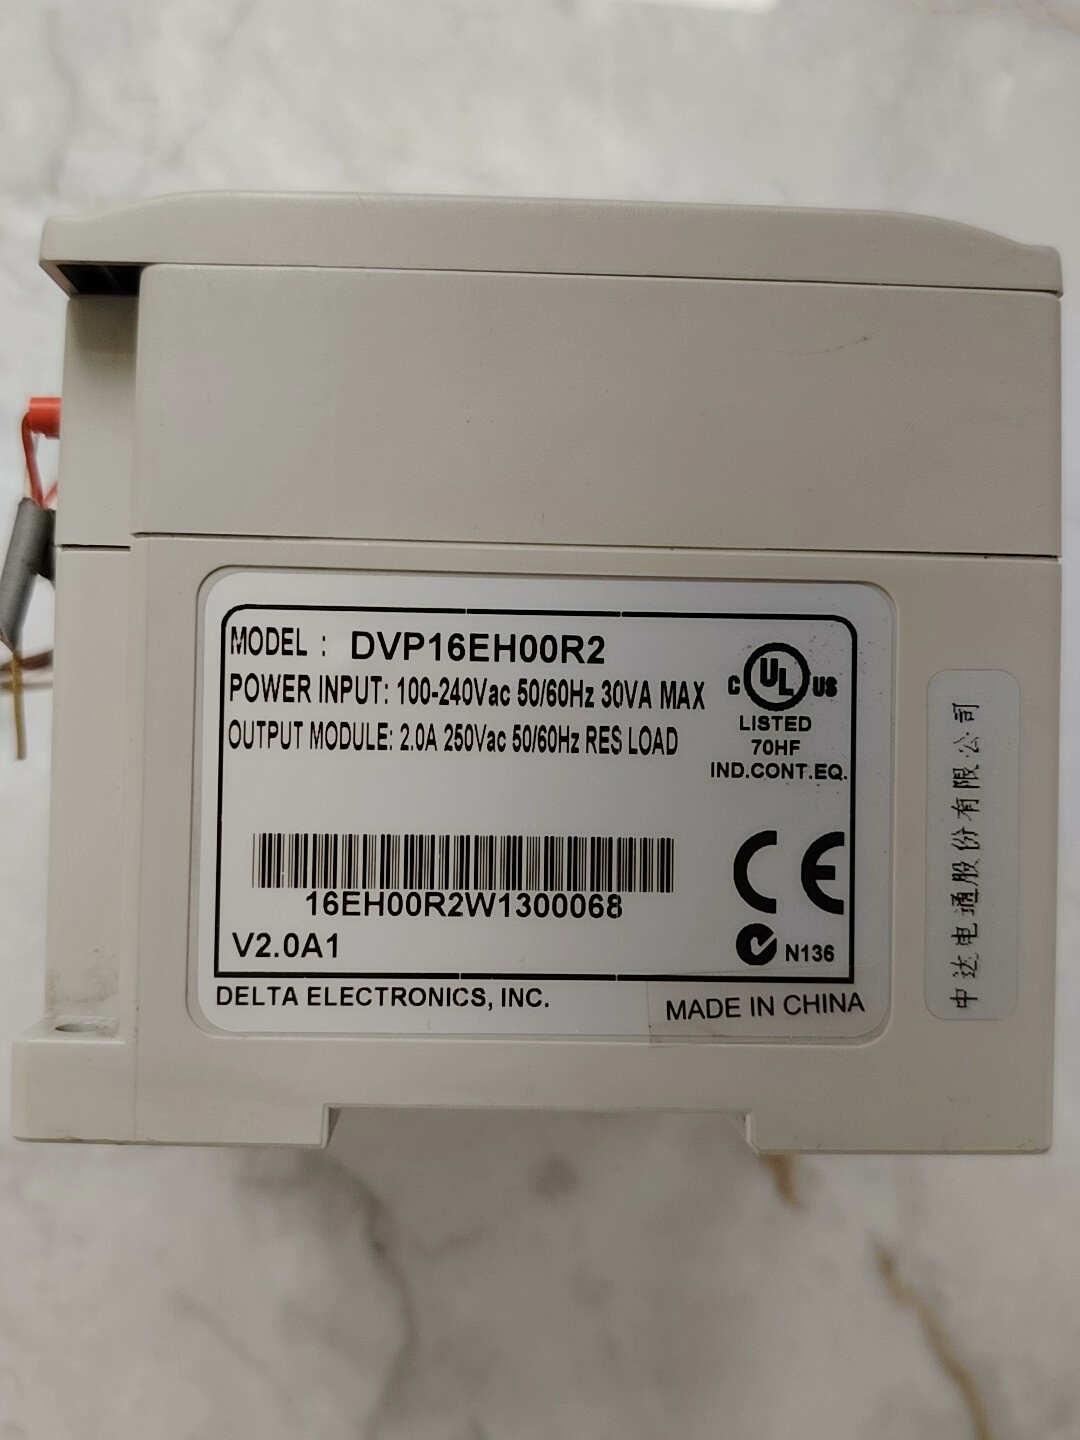 MODEL : DVP16EH00R2
POWER INPUT: 100-240Vac 50/60Hz 30VA MAX
OUTPUT MODULE: 2.0A 250Vac 50/60Hz RES LOAD
C UL US
LISTED
70HF
IND.CONT.EQ.
16EH00R2W1300068
V2.0A1
CE
N136
DELTA ELECTRONICS, INC.
MADE IN CHINA
中达电通股份有限公司